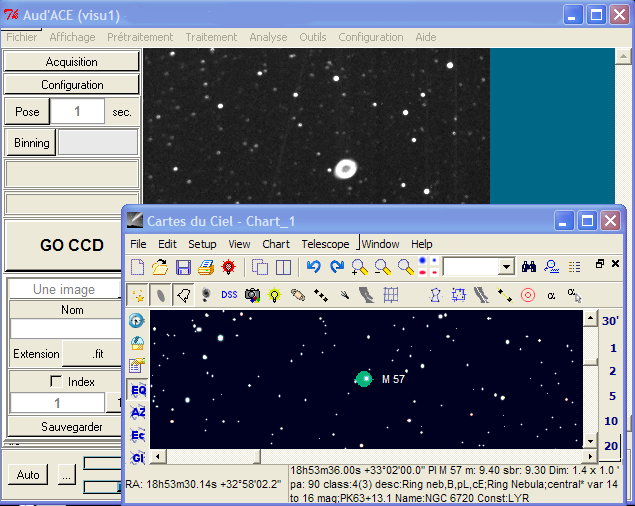 Aud'ACE (visu1)
Fichier Affichage Prétraitement Traitement Analyse Outils Configuration Aide
Acquisition
Configuration
Pose 1 sec.
Binning
GO CCD
Une image
Nom
Extension .fit
Index
1 1
Sauvegarder
Auto ...
Cartes du Ciel - Chart_1
File Edit Setup View Chart Telescope Window Help
DSS
α α
EQ
AZ
Ec
Gl
M 57
30'
1
2
5
10
20
RA: 18h53m30.14s +32°58'02.2"
18h53m36.00s +33°02'00.0" Pl M 57 m: 9.40 sbr: 9.30 Dim: 1.4 x 1.0 '
pa: 90 class:4(3) desc:Ring neb,B,pL,cE;Ring Nebula;central* var 14
to 16 mag;PK63+13.1 Name:NGC 6720 Const:LYR